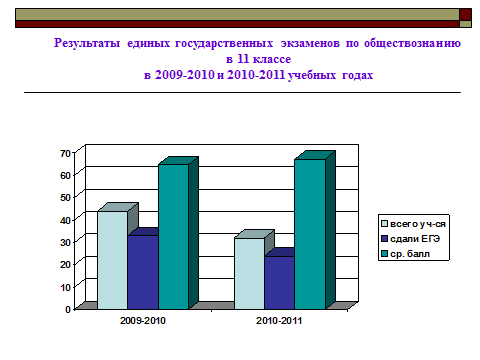 Результаты единых государственных экзаменов по обществознанию
в 11 классе
в 2009-2010 и 2010-2011 учебных годах
70
60
50
40
30
20
10
0
2009-2010 2010-2011
всего уч-ся
сдали ЕГЭ
ср. балл